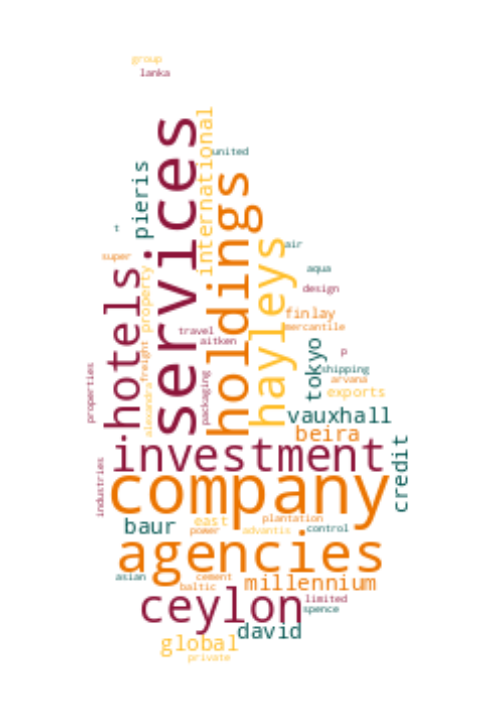 group
lanka
services
international
united
pieris
holdings
t
hayleys
air
super
hotels
property
aqua
design
finlay
mercantile
travel
aitken
tokyo
freight
p
shipping
arvana
properties
packaging
alexandra
exports
vauxhall
beira
credit
investment
industries
company
baur
east
plantation
power
advantis
control
agencies
asian
cement
baltic
millennium
ceylon
limited
spence
david
global
private